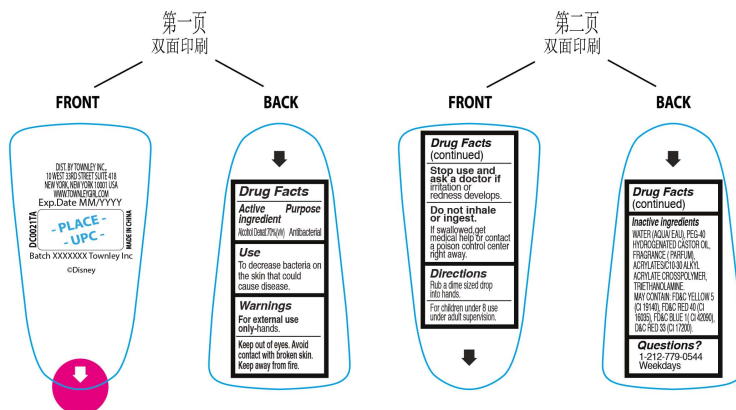 第一页
双面印刷
FRONT
DIST. BY TOWNLEY INC.,
10 WEST 33RD STREET SUITE 418
NEW YORK, NEW YORK 10001 USA
WWW.TOWNLEYGIRL.COM
Exp.Date MM/YYYY
DC0021TA
- PLACE -
- UPC -
MADE IN CHINA
Batch XXXXXXX Townley Inc
©Disney
BACK
Drug Facts
Active Purpose
ingredient
Alcohol Detrat.70%(v/v) Antibacterial
Use
To decrease bacteria on
the skin that could
cause disease.
Warnings
For external use
only-hands.
Keep out of eyes. Avoid
contact with broken skin.
Keep away from fire.
第二页
双面印刷
FRONT
Drug Facts
(continued)
Stop use and
ask a doctor if
irritation or
redness develops.
Do not inhale
or ingest.
If swallowed,get
medical help or contact
a poison control center
right away.
Directions
Rub a dime sized drop
into hands.
For children under 8 use
under adult supervision.
BACK
Drug Facts
(continued)
Inactive ingredients
WATER (AQUA/ EAU), PEG-40
HYDROGENATED CASTOR OIL,
FRAGRANCE ( PARFUM),
ACRYLATES/C10-30 ALKYL
ACRYLATE CROSSPOLYMER,
TRIETHANOLAMINE.
MAY CONTAIN: FD&C YELLOW 5
(CI 19140), FD&C RED 40 (CI
16035), FD&C BLUE 1( CI 42090),
D&C RED 33 (CI 17200).
Questions?
1-212-779-0544
Weekdays